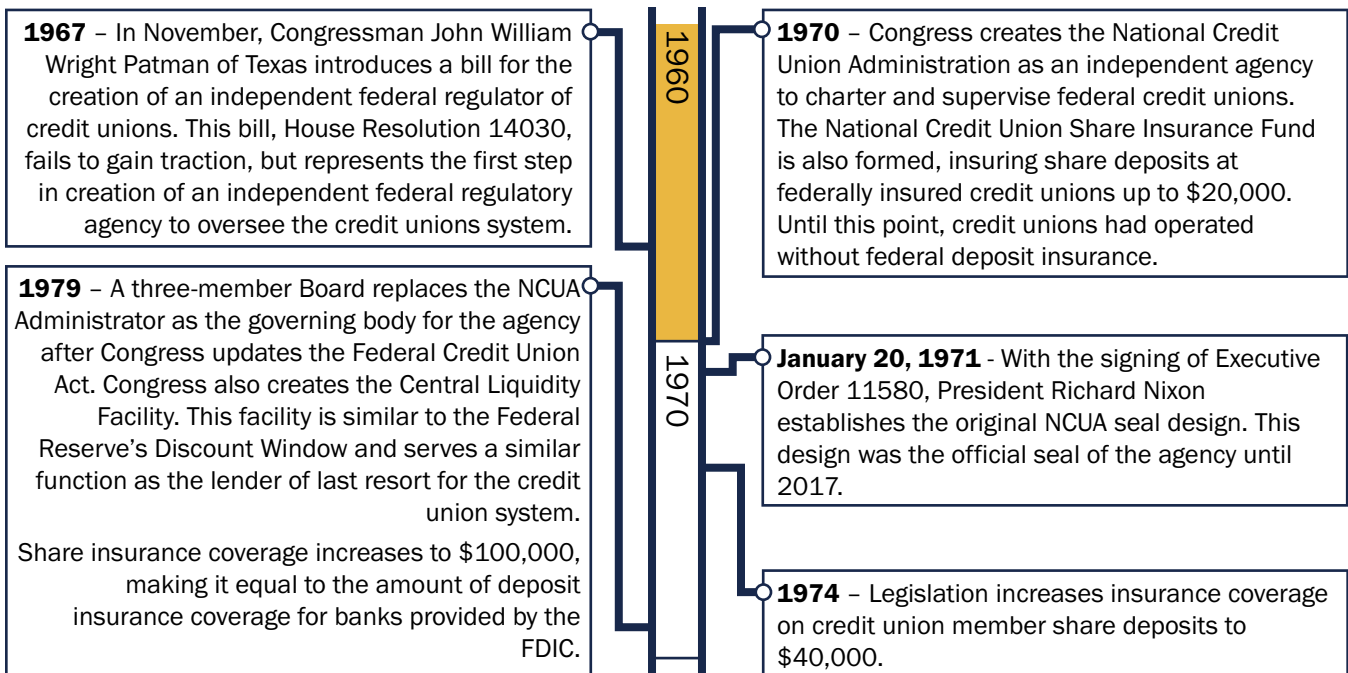 1967 – In November, Congressman John William
Wright Patman of Texas introduces a bill for the
creation of an independent federal regulator of
credit unions. This bill, House Resolution 14030,
fails to gain traction, but represents the first step
in creation of an independent federal regulatory
agency to oversee the credit unions system.
1960
1970 – Congress creates the National Credit
Union Administration as an independent agency
to charter and supervise federal credit unions.
The National Credit Union Share Insurance Fund
is also formed, insuring share deposits at
federally insured credit unions up to $20,000.
Until this point, credit unions had operated
without federal deposit insurance.
1979 – A three-member Board replaces the NCUA
Administrator as the governing body for the agency
after Congress updates the Federal Credit Union
Act. Congress also creates the Central Liquidity
Facility. This facility is similar to the Federal
Reserve’s Discount Window and serves a similar
function as the lender of last resort for the credit
union system.
Share insurance coverage increases to $100,000,
making it equal to the amount of deposit
insurance coverage for banks provided by the
FDIC.
1970
January 20, 1971 - With the signing of Executive
Order 11580, President Richard Nixon
establishes the original NCUA seal design. This
design was the official seal of the agency until
2017.
1974 – Legislation increases insurance coverage
on credit union member share deposits to
$40,000.